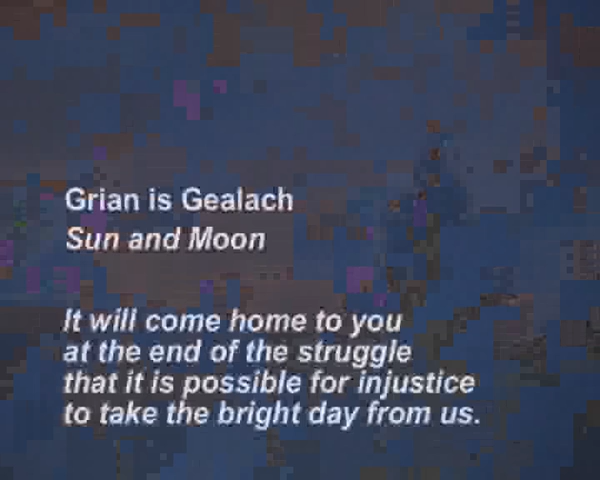 Grian is Gealach
Sun and Moon
It will come home to you
at the end of the struggle
that it is possible for injustice
to take the bright day from us.